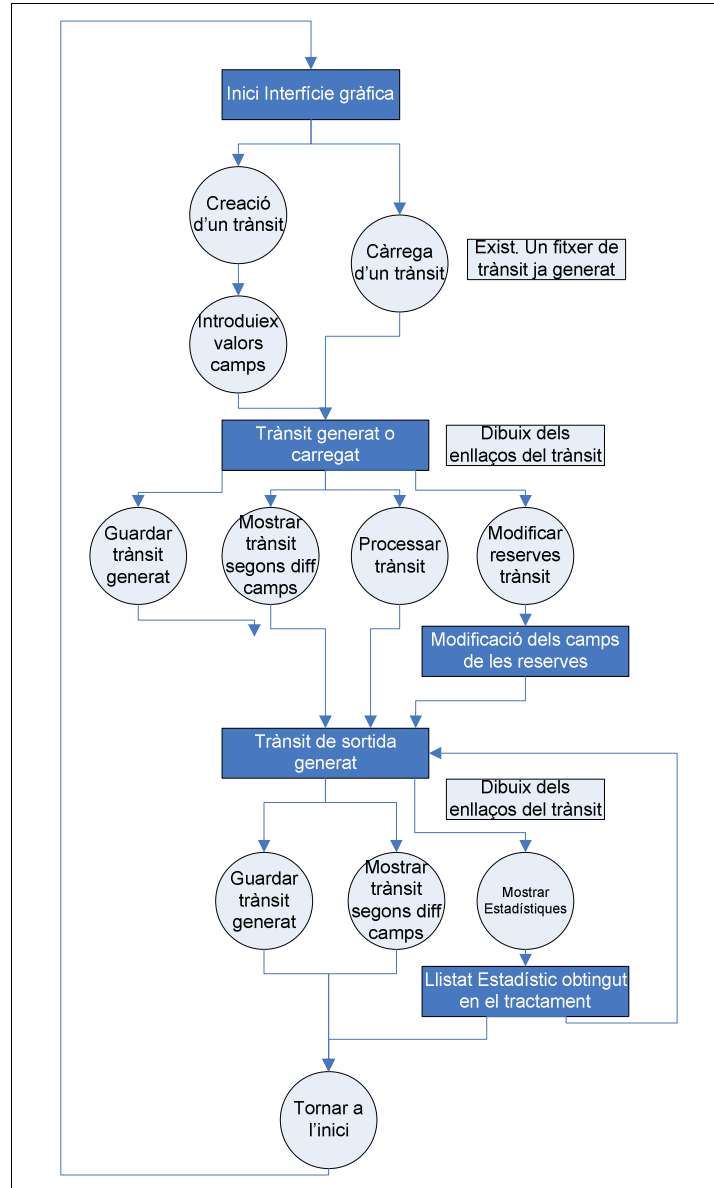 Inici Interfície gràfica
Creació
d'un trànsit
Càrrega
d'un trànsit
Exist. Un fitxer de
trànsit ja generat
Introduiex
valors
camps
Trànsit generat o
carregat
Dibuix dels
enllaços del trànsit
Guardar
trànsit
generat
Mostrar
trànsit
segons diff
camps
Processar
trànsit
Modificar
reserves
trànsit
Modificació dels camps
de les reserves
Trànsit de sortida
generat
Dibuix dels
enllaços del trànsit
Guardar
trànsit
generat
Mostrar
trànsit
segons diff
camps
Mostrar
Estadístiques
Llistat Estadístic obtingut
en el tractament
Tornar a
l'inici